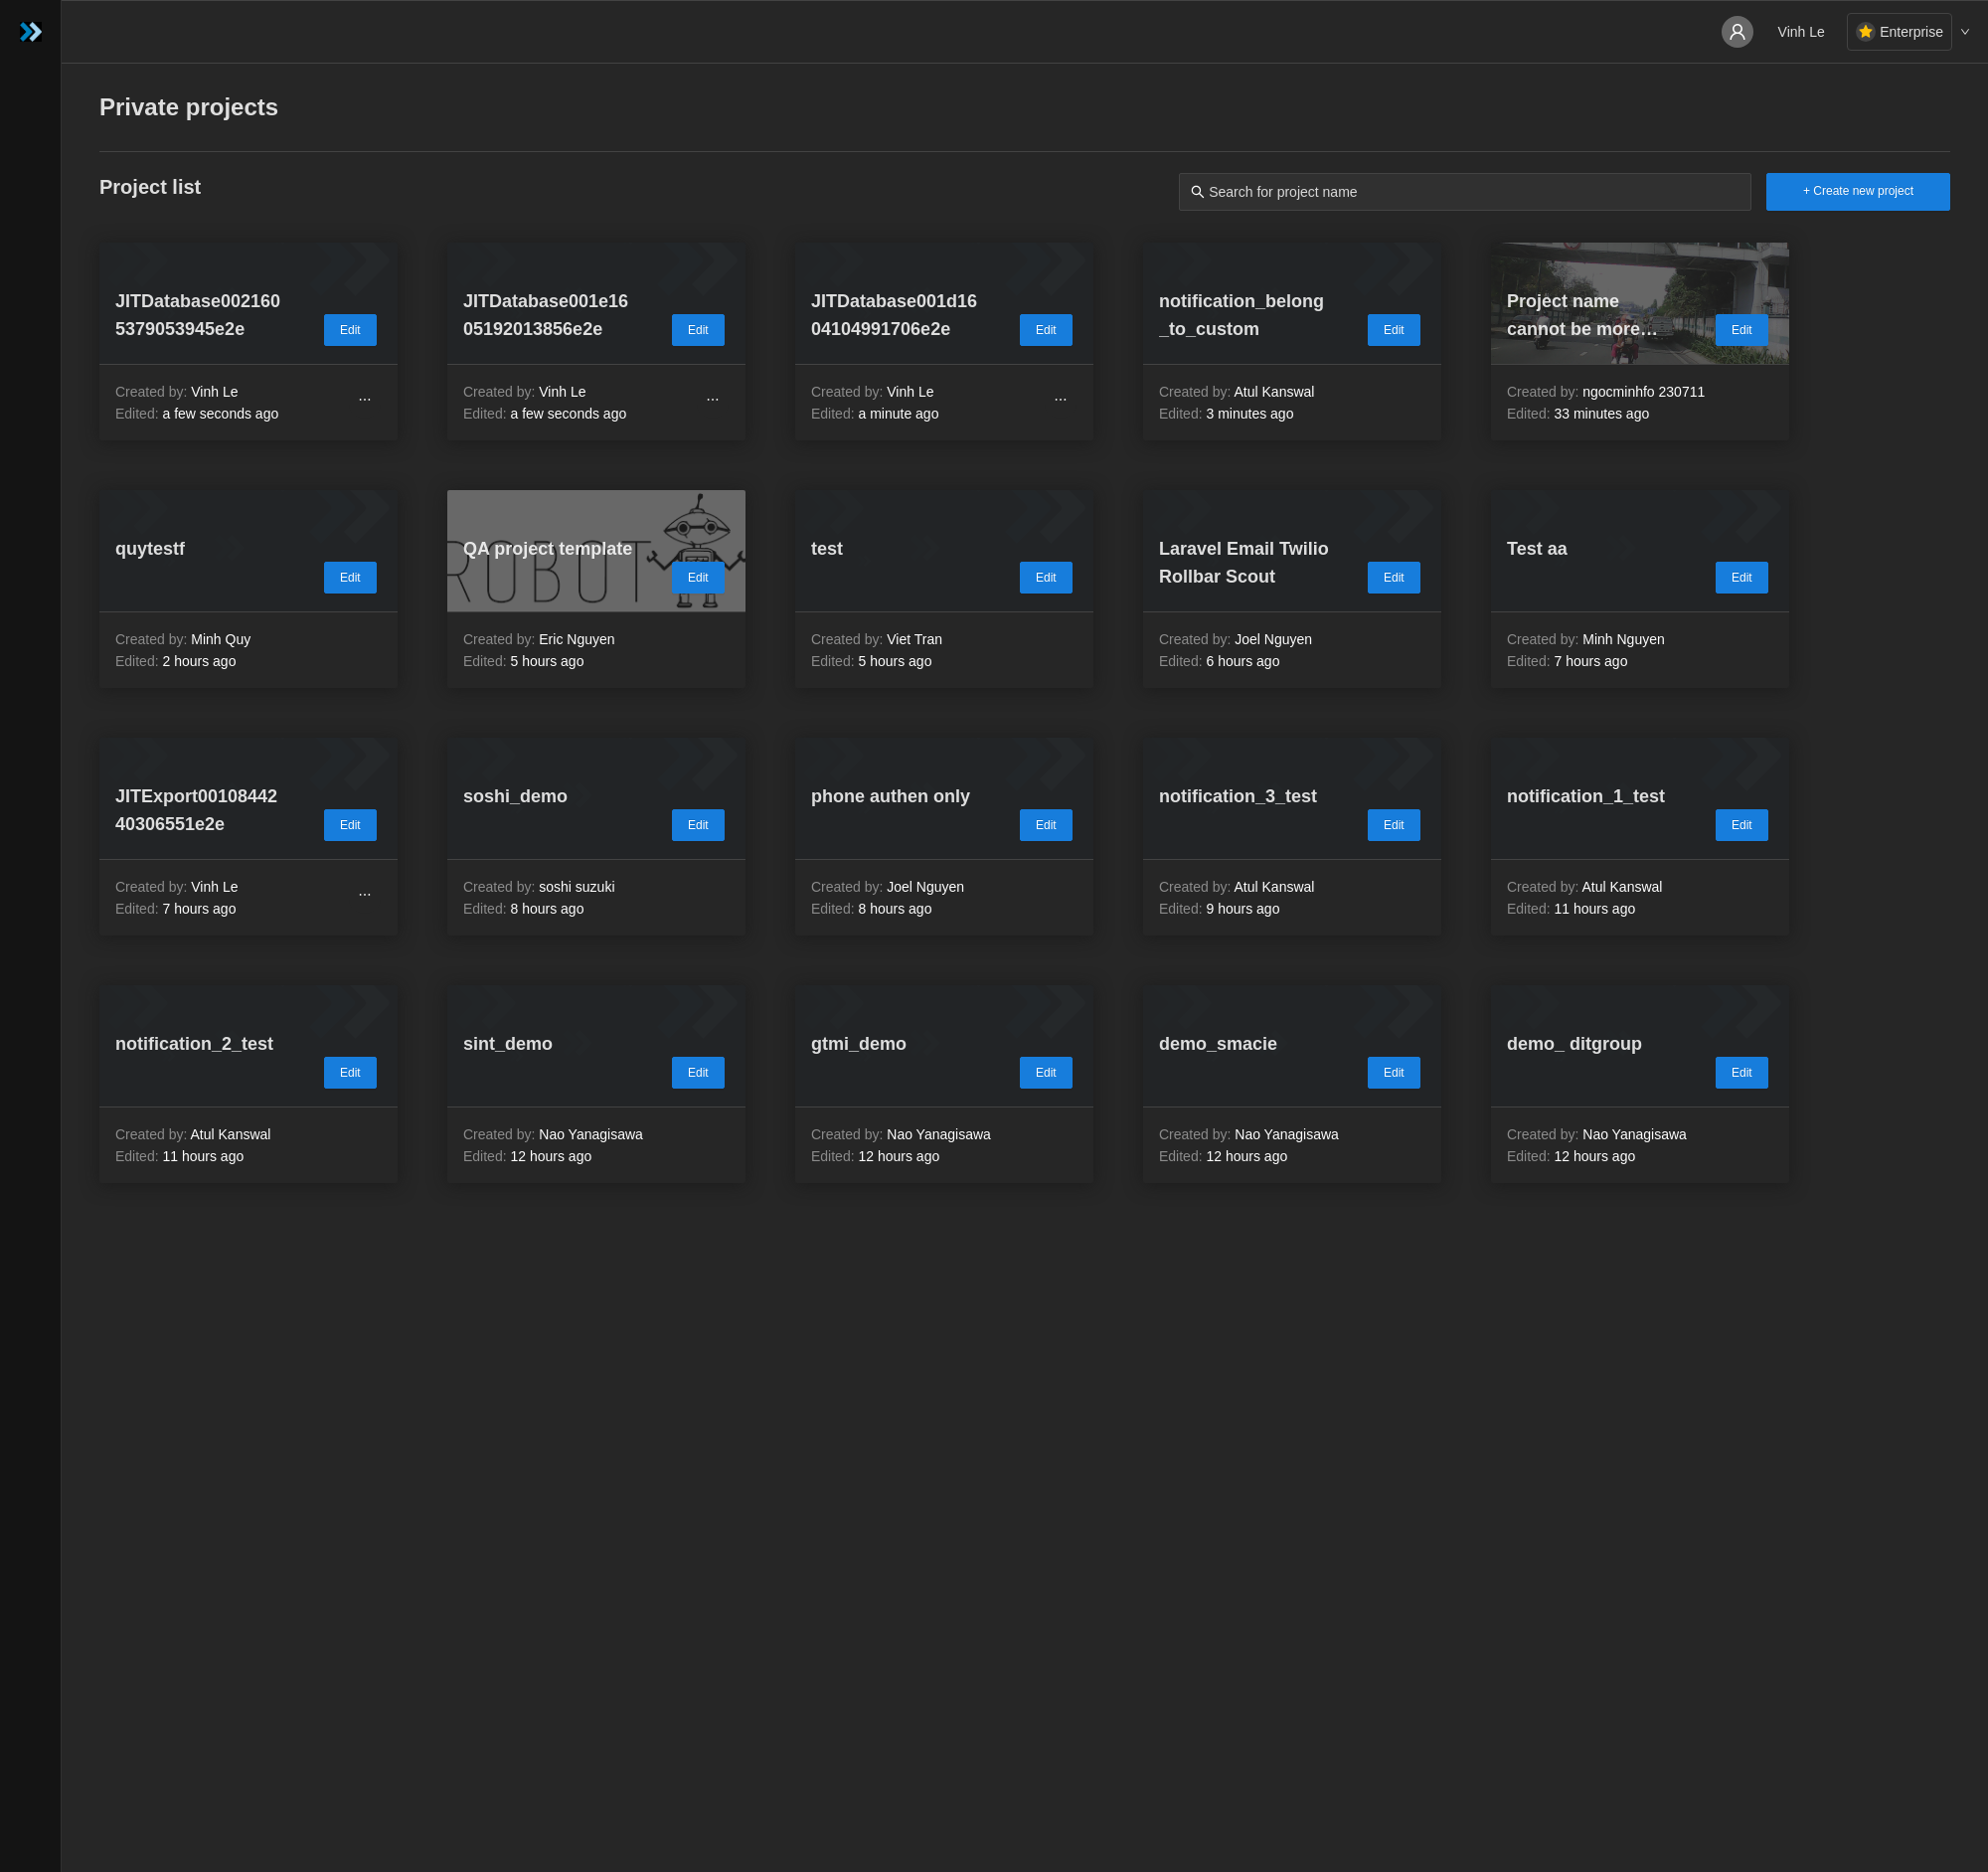 Vinh Le
Enterprise
Private projects
Project list
Search for project name
+ Create new project
JITDatabase002160
5379053945e2e
Edit
Created by: Vinh Le
Edited: a few seconds ago
...
JITDatabase001e16
05192013856e2e
Edit
Created by: Vinh Le
Edited: a few seconds ago
...
JITDatabase001d16
04104991706e2e
Edit
Created by: Vinh Le
Edited: a minute ago
...
notification_belong
_to_custom
Edit
Created by: Atul Kanswal
Edited: 3 minutes ago
Project name
cannot be more...
Edit
Created by: ngocminhfo 230711
Edited: 33 minutes ago
quytestf
Edit
Created by: Minh Quy
Edited: 2 hours ago
QA project template
ROBOT
Edit
Created by: Eric Nguyen
Edited: 5 hours ago
test
Edit
Created by: Viet Tran
Edited: 5 hours ago
Laravel Email Twilio
Rollbar Scout
Edit
Created by: Joel Nguyen
Edited: 6 hours ago
Test aa
Edit
Created by: Minh Nguyen
Edited: 7 hours ago
JITExport00108442
40306551e2e
Edit
Created by: Vinh Le
Edited: 7 hours ago
...
soshi_demo
Edit
Created by: soshi suzuki
Edited: 8 hours ago
phone authen only
Edit
Created by: Joel Nguyen
Edited: 8 hours ago
notification_3_test
Edit
Created by: Atul Kanswal
Edited: 9 hours ago
notification_1_test
Edit
Created by: Atul Kanswal
Edited: 11 hours ago
notification_2_test
Edit
Created by: Atul Kanswal
Edited: 11 hours ago
sint_demo
Edit
Created by: Nao Yanagisawa
Edited: 12 hours ago
gtmi_demo
Edit
Created by: Nao Yanagisawa
Edited: 12 hours ago
demo_smacie
Edit
Created by: Nao Yanagisawa
Edited: 12 hours ago
demo_ ditgroup
Edit
Created by: Nao Yanagisawa
Edited: 12 hours ago